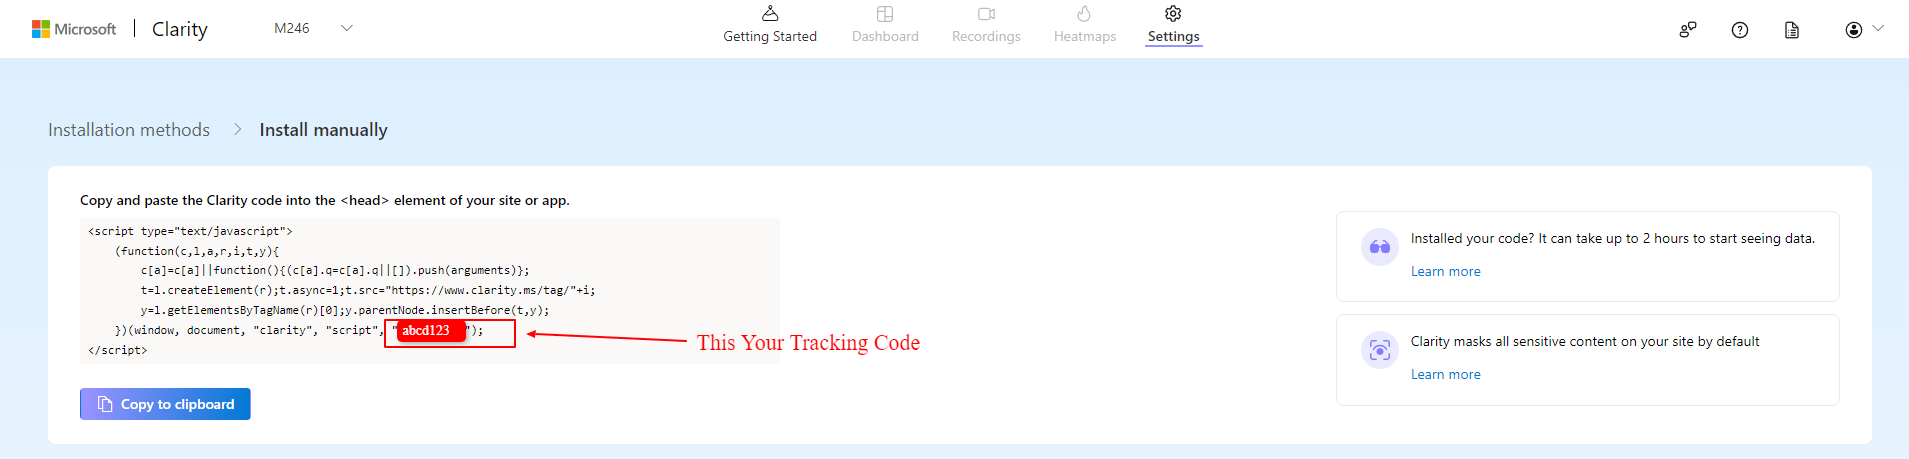 Microsoft | Clarity M246
Getting Started Dashboard Recordings Heatmaps Settings
Installation methods > Install manually
Copy and paste the Clarity code into the <head> element of your site or app.
<script type="text/javascript">
(function(c,l,a,r,i,t,y){
c[a]=c[a]||function(){(c[a].q=c[a].q||[]).push(arguments)};
t=l.createElement(r);t.async=1;t.src="https://www.clarity.ms/tag/"+i;
y=l.getElementsByTagName(r)[0];y.parentNode.insertBefore(t,y);
})(window, document, "clarity", "script", "abcd123");
</script>
This Your Tracking Code
Copy to clipboard
Installed your code? It can take up to 2 hours to start seeing data.
Learn more
Clarity masks all sensitive content on your site by default
Learn more